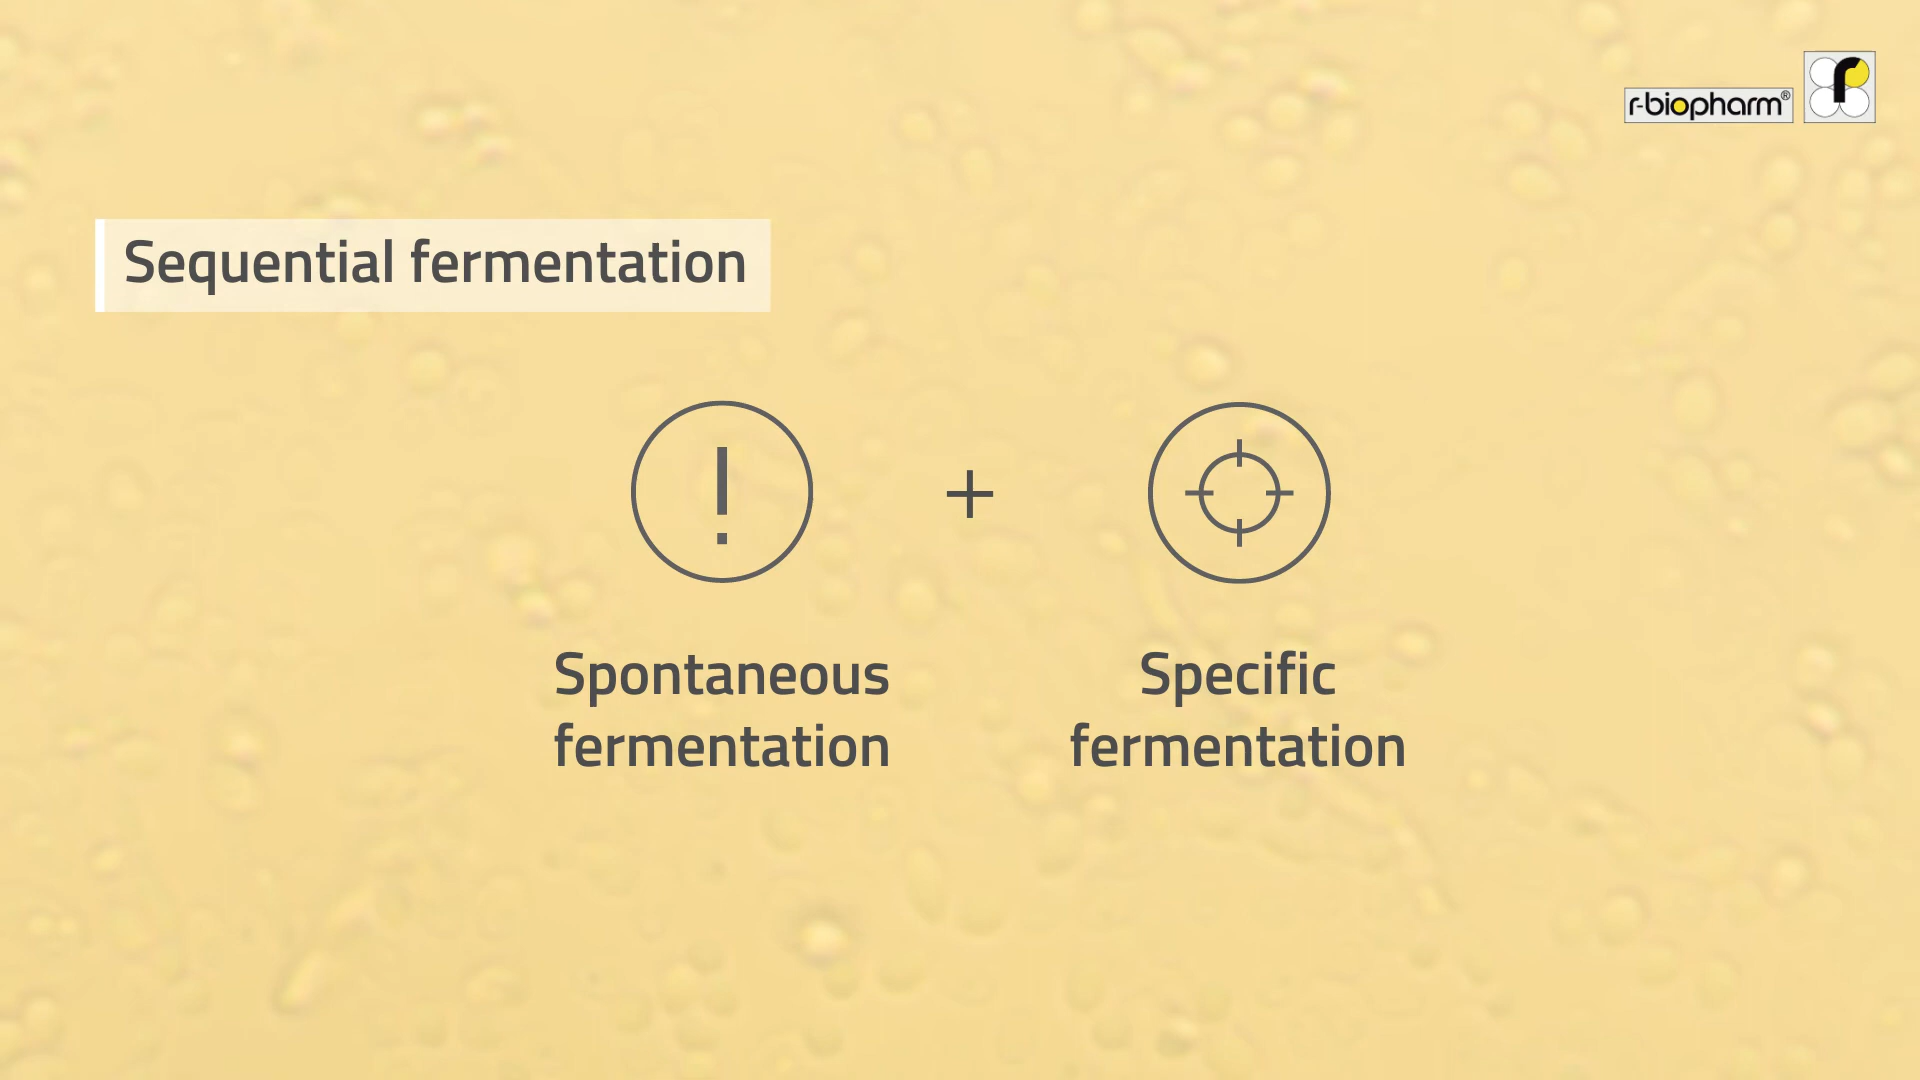 r-biopharm®
r
Sequential fermentation
!
+
Spontaneous
fermentation
Specific
fermentation